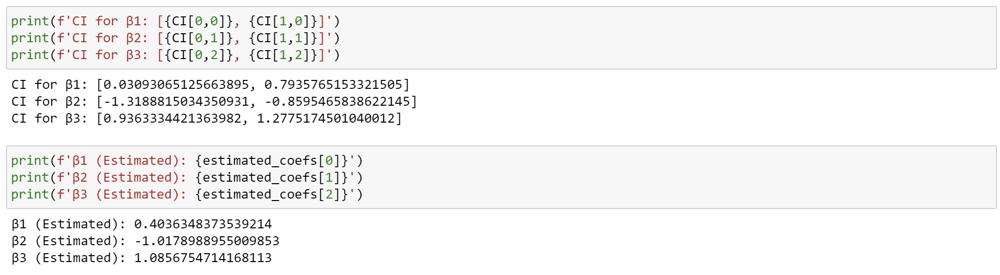 print(f'CI for β1: [{CI[0,0]}, {CI[1,0]}]')
print(f'CI for β2: [{CI[0,1]}, {CI[1,1]}]')
print(f'CI for β3: [{CI[0,2]}, {CI[1,2]}]')
CI for β1: [0.03093065125663895, 0.7935765153321505]
CI for β2: [-1.3188815034350931, -0.8595465838622145]
CI for β3: [0.9363334421363982, 1.2775174501040012]
print(f'β1 (Estimated): {estimated_coefs[0]}')
print(f'β2 (Estimated): {estimated_coefs[1]}')
print(f'β3 (Estimated): {estimated_coefs[2]}')
β1 (Estimated): 0.4036348373539214
β2 (Estimated): -1.0178988955009853
β3 (Estimated): 1.0856754714168113